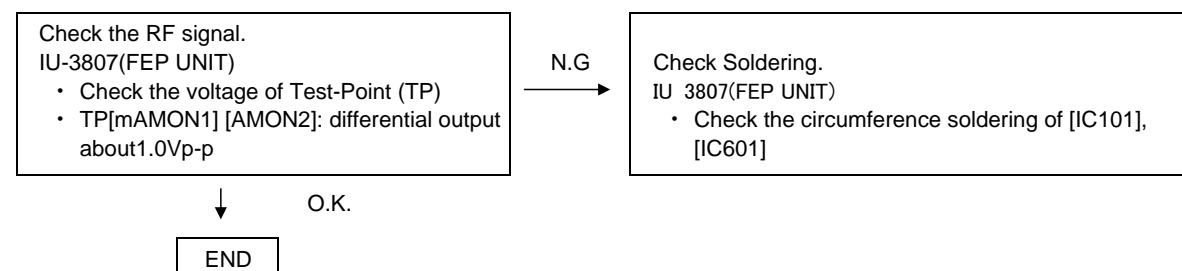 Check the RF signal.
IU-3807(FEP UNIT)
・ Check the voltage of Test-Point (TP)
・ TP[mAMON1] [AMON2]: differential output
about1.0Vp-p
N.G
Check Soldering.
IU 3807(FEP UNIT)
・ Check the circumference soldering of [IC101],
[IC601]
O.K.
END